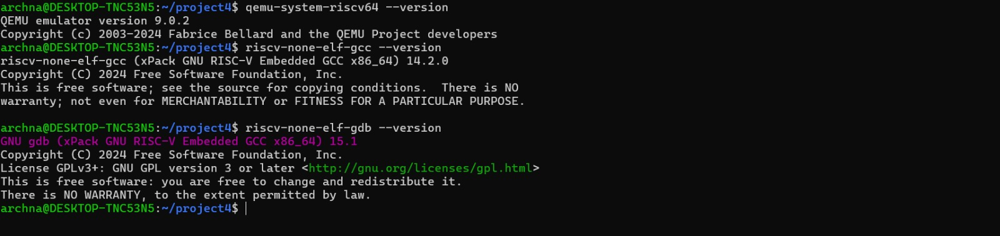 archna@DESKTOP-TNC53N5:~/project4$ qemu-system-riscv64 --version
QEMU emulator version 9.0.2
Copyright (c) 2003-2024 Fabrice Bellard and the QEMU Project developers
archna@DESKTOP-TNC53N5:~/project4$ riscv-none-elf-gcc --version
riscv-none-elf-gcc (xPack GNU RISC-V Embedded GCC x86_64) 14.2.0
Copyright (C) 2024 Free Software Foundation, Inc.
This is free software; see the source for copying conditions.  There is NO
warranty; not even for MERCHANTABILITY or FITNESS FOR A PARTICULAR PURPOSE.
archna@DESKTOP-TNC53N5:~/project4$ riscv-none-elf-gdb --version
GNU gdb (xPack GNU RISC-V Embedded GCC x86_64) 15.1
Copyright (C) 2024 Free Software Foundation, Inc.
License GPLv3+: GNU GPL version 3 or later <http://gnu.org/licenses/gpl.html>
This is free software: you are free to change and redistribute it.
There is NO WARRANTY, to the extent permitted by law.
archna@DESKTOP-TNC53N5:~/project4$